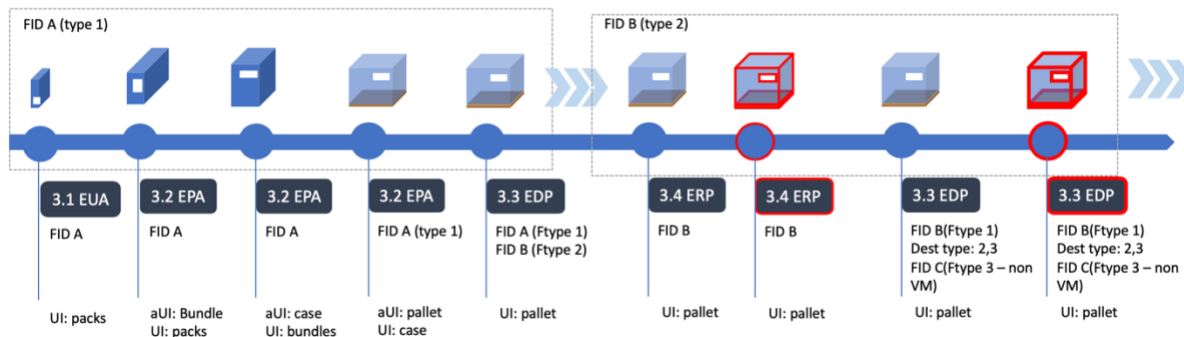 FID A (type 1)
FID B (type 2)
3.1 EUA
3.2 EPA
3.2 EPA
3.2 EPA
3.3 EDP
3.4 ERP
3.4 ERP
3.3 EDP
3.3 EDP
FID A
FID A
FID A
FID A (type 1)
FID A (Ftype 1)
FID B (Ftype 2)
FID B
FID B
FID B(Ftype 1)
Dest type: 2,3
FID C(Ftype 3 – non
VM)
FID B(Ftype 1)
Dest type: 2,3
FID C(Ftype 3 – non
VM)
UI: packs
aUI: Bundle
UI: packs
aUI: case
UI: bundles
aUI: pallet
UI: case
UI: pallet
UI: pallet
UI: pallet
UI: pallet
UI: pallet